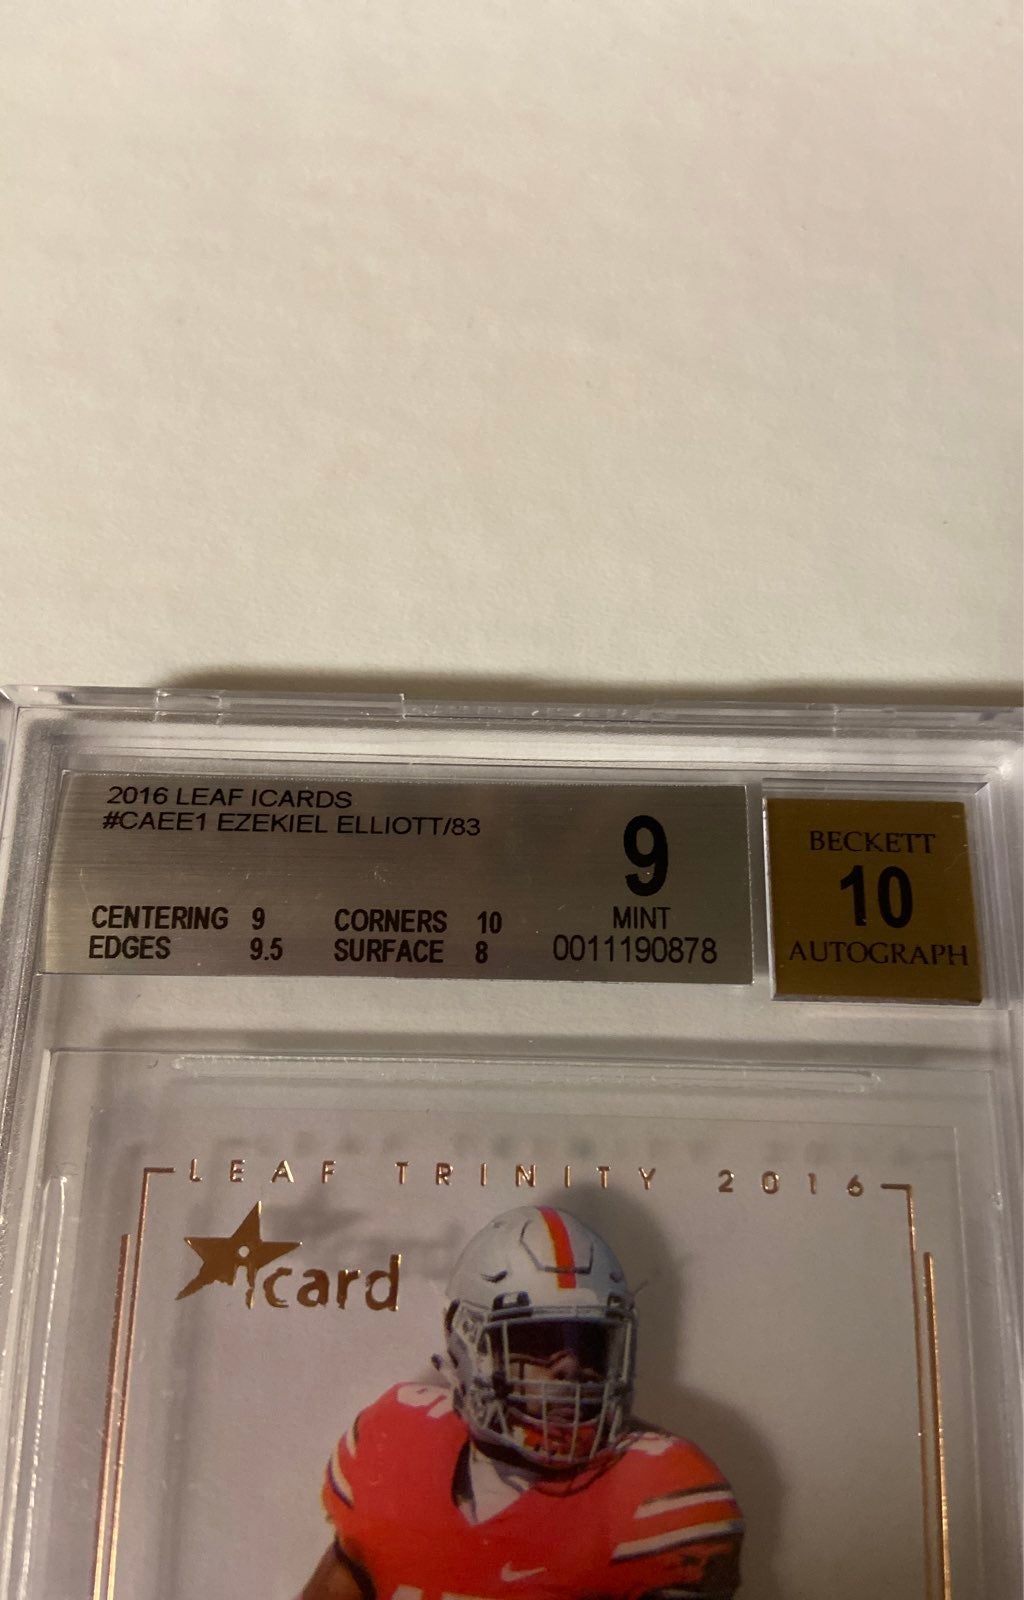 2016 LEAF ICARDS
#CAEE1 EZEKIEL ELLIOTT/83
CENTERING 9 CORNERS 10
EDGES 9.5 SURFACE 8
9
MINT
0011190878
BECKETT
10
AUTOGRAPH
LEAF TRINITY 2016
icard